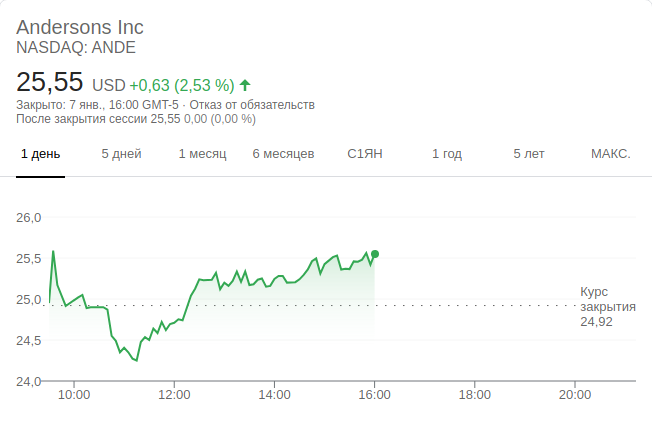 Andersons Inc
NASDAQ: ANDE
25,55 USD +0,63 (2,53 %)
Закрыто: 7 янв., 16:00 GMT-5 · Отказ от обязательств
После закрытия сессии 25,55 0,00 (0,00 %)
1 день 5 дней 1 месяц 6 месяцев С1ЯН 1 год 5 лет МАКС.
26,0
25,5
25,0
24,5
24,0
Курс
закрытия
24,92
10:00 12:00 14:00 16:00 18:00 20:00